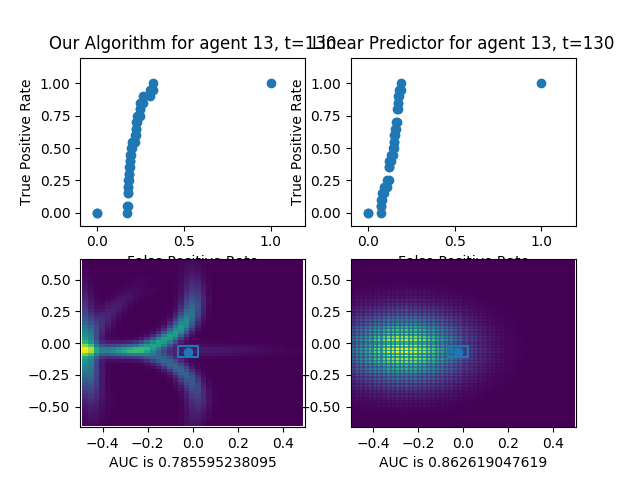 Our Algorithm for agent 13, t=130
Linear Predictor for agent 13, t=130
True Positive Rate
1.00
0.75
0.50
0.25
0.00
0.0 0.5 1.0
False Positive Rate
True Positive Rate
1.00
0.75
0.50
0.25
0.00
0.0 0.5 1.0
False Positive Rate
0.50
0.25
0.00
−0.25
−0.50
−0.4 −0.2 0.0 0.2 0.4
AUC is 0.785595238095
0.50
0.25
0.00
−0.25
−0.50
−0.4 −0.2 0.0 0.2 0.4
AUC is 0.862619047619